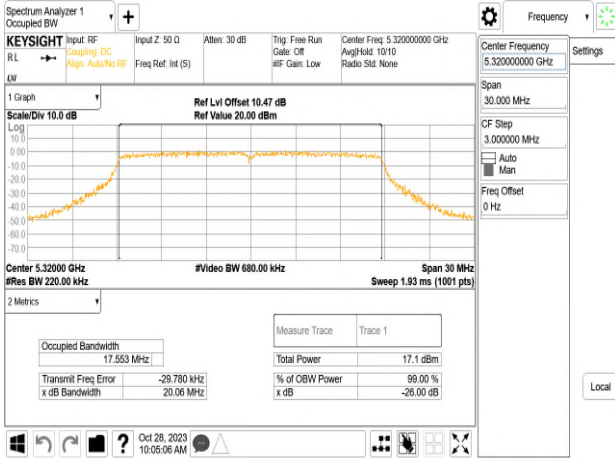 Spectrum Analyzer 1
Occupied BW
Frequency
KEYSIGHT
RL
Input: RF
Coupling: DC
Align: Auto/No RF
Input Z: 50 Ω
Freq Ref: Int (S)
Atten: 30 dB
Trig: Free Run
Gate: Off
#IF Gain: Low
Center Freq: 5.320000000 GHz
Avg|Hold: 10/10
Radio Std: None
Center Frequency
5.320000000 GHz
Settings
Span
30.000 MHz
CF Step
3.000000 MHz
Auto
Man
Freq Offset
0 Hz
Local
1 Graph
Scale/Div 10.0 dB
Ref Lvl Offset 10.47 dB
Ref Value 20.00 dBm
Log
10.0
0.00
-10.0
-20.0
-30.0
-40.0
-50.0
-60.0
-70.0
Center 5.32000 GHz
#Res BW 220.00 kHz
#Video BW 680.00 kHz
Span 30 MHz
Sweep 1.93 ms (1001 pts)
2 Metrics
Measure Trace
Trace 1
Occupied Bandwidth
17.553 MHz
Total Power
17.1 dBm
Transmit Freq Error
-29.780 kHz
% of OBW Power
99.00 %
x dB Bandwidth
20.06 MHz
x dB
-26.00 dB
Oct 28, 2023
10:05:06 AM